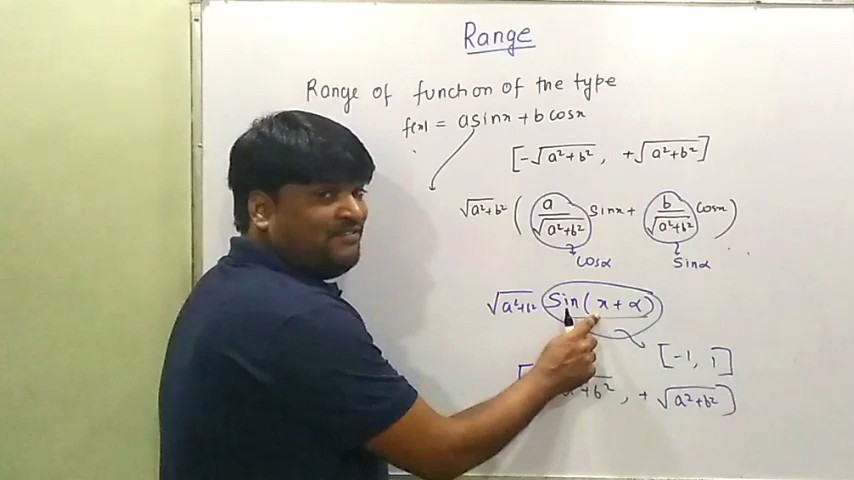 Range
Range of function of the type
f(x) = asinx + b cosx
[-√a²+b² , +√a²+b²]
√a²+b² ( a/√a²+b² sinx + b/√a²+b² cosx )
cosα sinα
√a²+b² Sin(x+α)
[-1, 1]
[ a²+b² , +√a²+b² ]